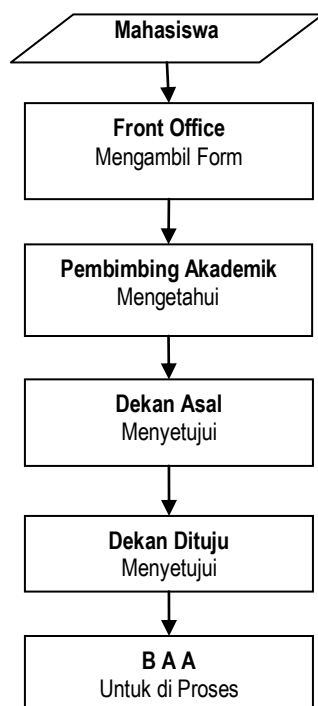 Mahasiswa
Front Office
Mengambil Form
Pembimbing Akademik
Mengetahui
Dekan Asal
Menyetujui
Dekan Dituju
Menyetujui
B A A
Untuk di Proses